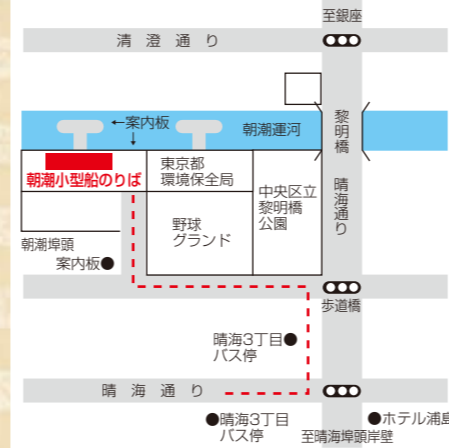 至銀座
清澄通り
←案内板
↓
朝潮運河
黎明橋
朝潮小型船のりば
東京都
環境保全局
中央区立
黎明橋
公園
晴海通り
野球
グランド
朝潮埠頭
案内板●
歩道橋
晴海3丁目●
バス停
晴海通り
●晴海3丁目
バス停
至晴海埠頭岸壁
●ホテル浦島